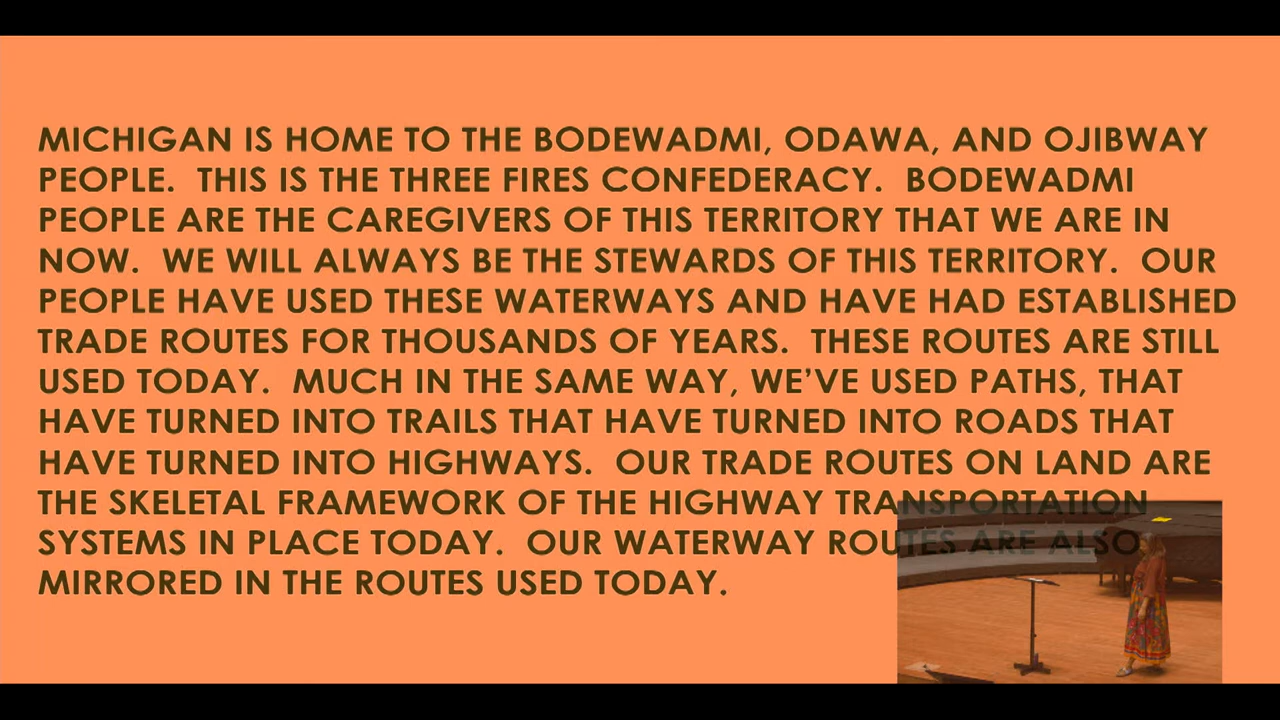 MICHIGAN IS HOME TO THE BODEWADMI, ODAWA, AND OJIBWAY
PEOPLE. THIS IS THE THREE FIRES CONFEDERACY. BODEWADMI
PEOPLE ARE THE CAREGIVERS OF THIS TERRITORY THAT WE ARE IN
NOW. WE WILL ALWAYS BE THE STEWARDS OF THIS TERRITORY. OUR
PEOPLE HAVE USED THESE WATERWAYS AND HAVE HAD ESTABLISHED
TRADE ROUTES FOR THOUSANDS OF YEARS. THESE ROUTES ARE STILL
USED TODAY. MUCH IN THE SAME WAY, WE’VE USED PATHS, THAT
HAVE TURNED INTO TRAILS THAT HAVE TURNED INTO ROADS THAT
HAVE TURNED INTO HIGHWAYS. OUR TRADE ROUTES ON LAND ARE
THE SKELETAL FRAMEWORK OF THE HIGHWAY TRANSPORTATION
SYSTEMS IN PLACE TODAY. OUR WATERWAY ROUTES ARE ALSO
MIRRORED IN THE ROUTES USED TODAY.